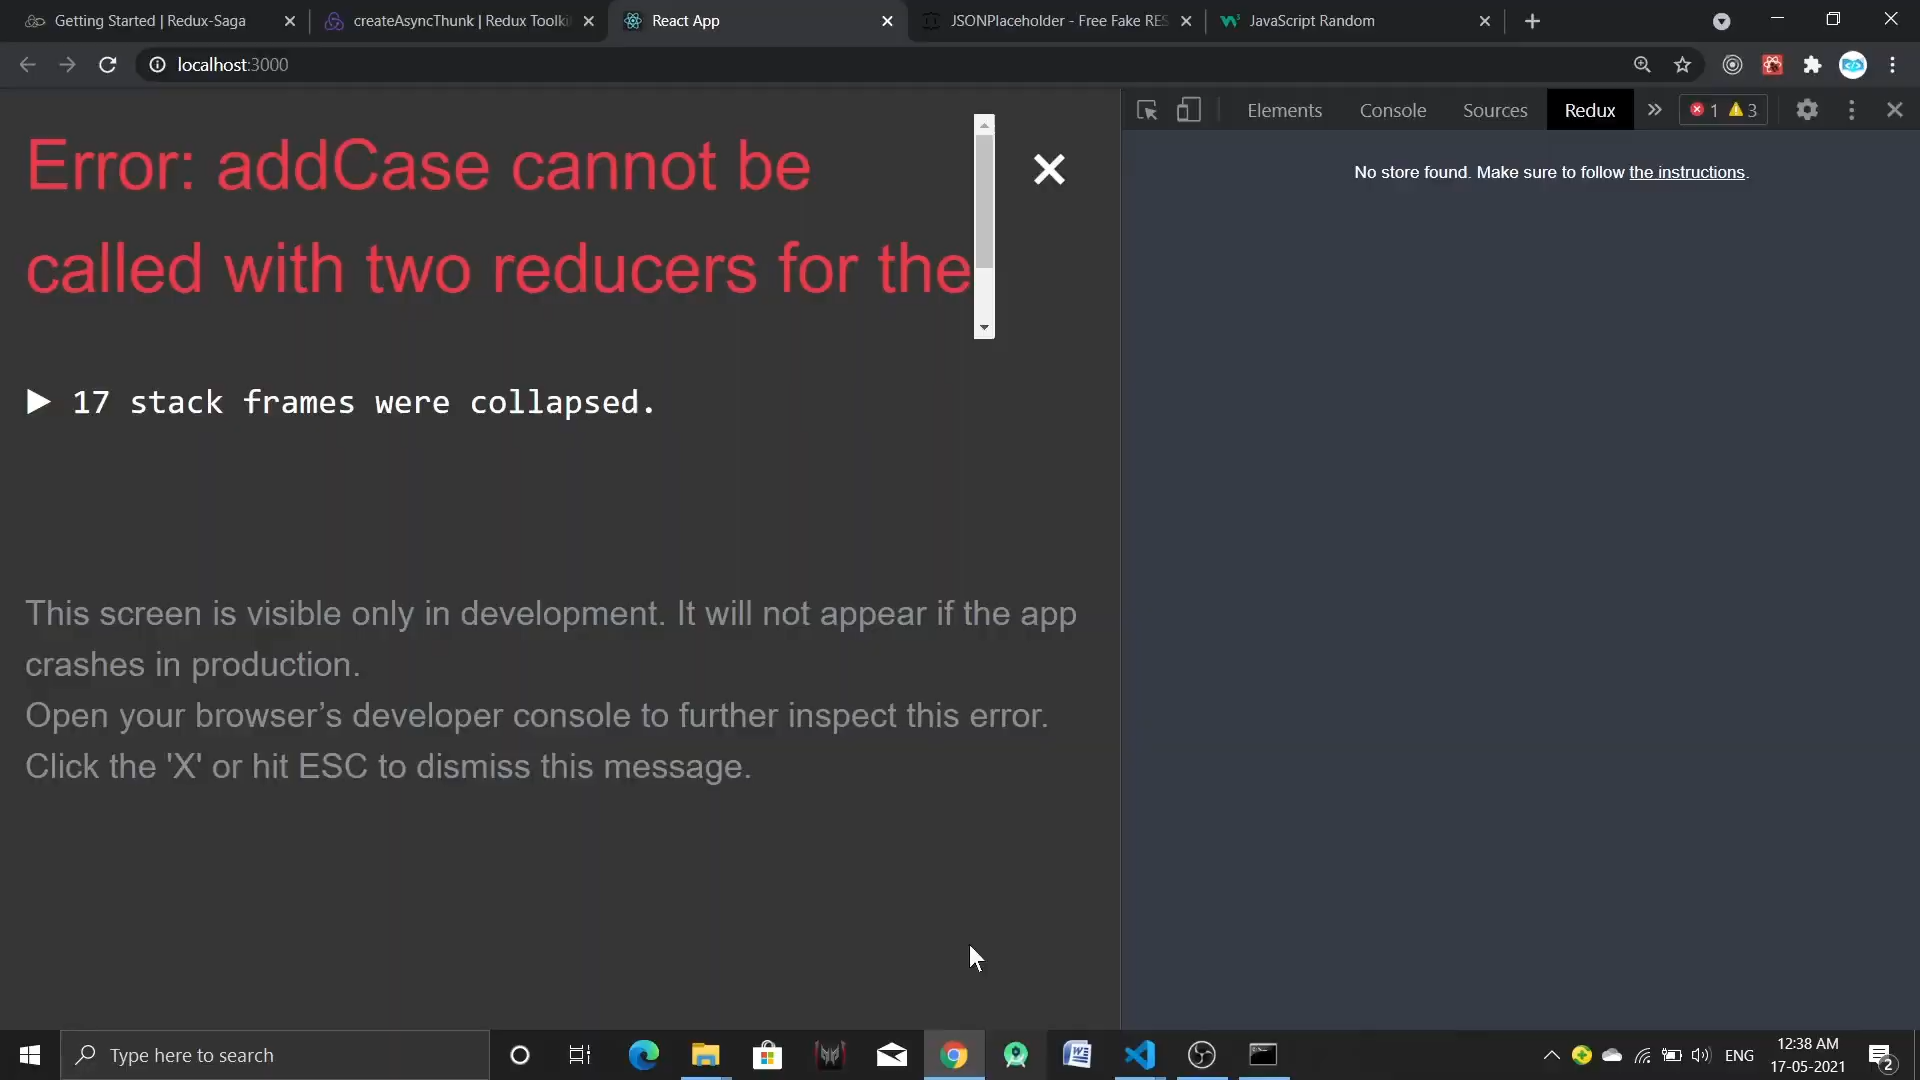 Getting Started | Redux-Saga
createAsyncThunk | Redux Toolki
React App
JSONPlaceholder - Free Fake RES
JavaScript Random
localhost:3000
Elements
Console
Sources
Redux
1
3
Error: addCase cannot be
called with two reducers for the
No store found. Make sure to follow the instructions.
▶ 17 stack frames were collapsed.
This screen is visible only in development. It will not appear if the app
crashes in production.
Open your browser’s developer console to further inspect this error.
Click the 'X' or hit ESC to dismiss this message.
Type here to search
ENG
12:38 AM
17-05-2021
2